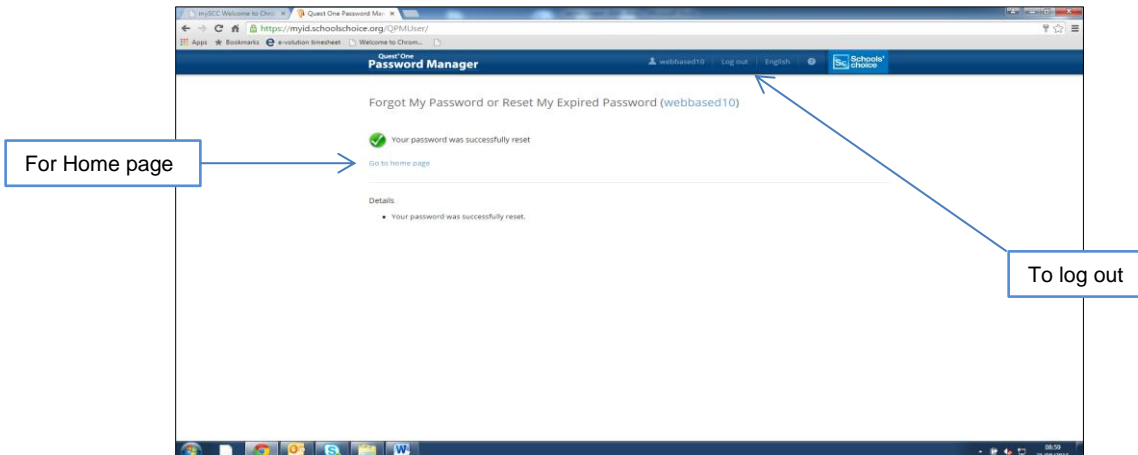 mySCC Welcome to Chro
Quest One Password Man
https://myid.schoolschoice.org/QPMUser/
Apps Bookmarks e-volution timesheet Welcome to Chrom...
Quest® One
Password Manager
webbased10 Log out English
Sc Schools' choice
Forgot My Password or Reset My Expired Password (webbased10)
Your password was successfully reset
For Home page
Go to home page
Details
• Your password was successfully reset.
To log out
08:59